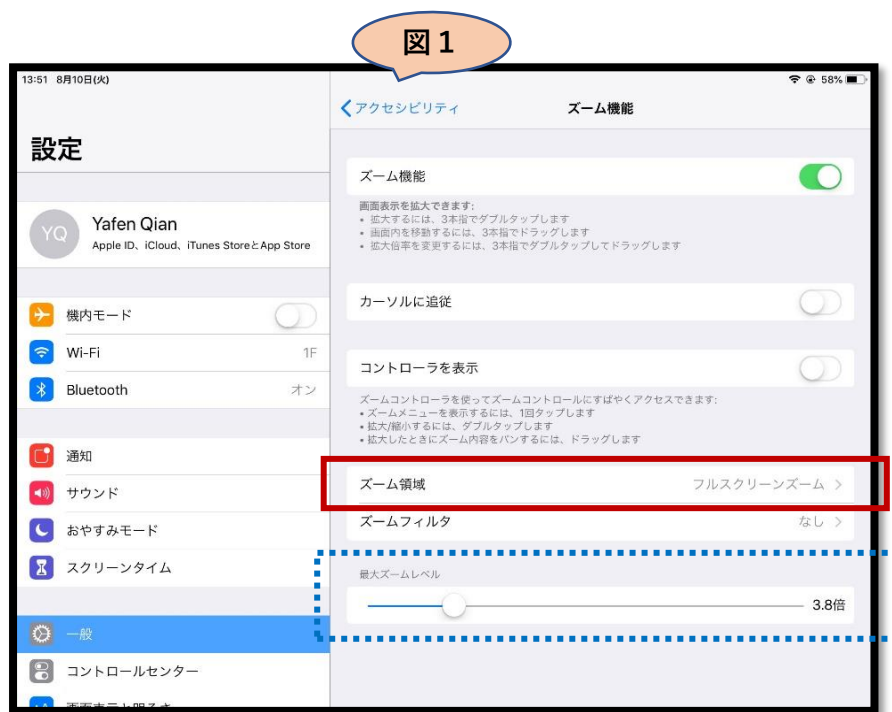 図1
13:51 8月10日(火)
58%
設定
YQ
Yafen Qian
Apple ID、iCloud、iTunes StoreとApp Store
機内モード
Wi-Fi 1F
Bluetooth オン
通知
サウンド
おやすみモード
スクリーンタイム
一般
コントロールセンター
画面表示と明るさ
アクセシビリティ
ズーム機能
ズーム機能
画面表示を拡大できます:
• 拡大するには、3本指でダブルタップします
• 画面内を移動するには、3本指でドラッグします
• 拡大倍率を変更するには、3本指でダブルタップしてドラッグします
カーソルに追従
コントローラを表示
ズームコントローラを使ってズームコントロールにすばやくアクセスできます:
• ズームメニューを表示するには、1回タップします
• 拡大/縮小するには、ダブルタップします
• 拡大したときにズーム内容をパンするには、ドラッグします
ズーム領域 フルスクリーンズーム
ズームフィルタ なし
最大ズームレベル
3.8倍